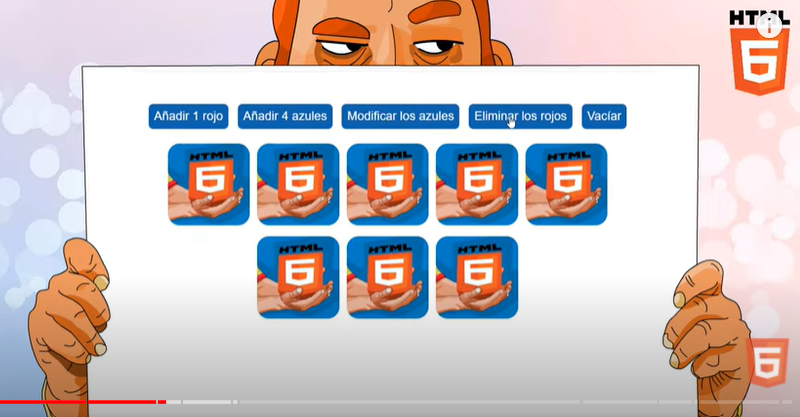 HTML
6
Añadir 1 rojo Añadir 4 azules Modificar los azules Eliminar los rojos Vacíar
HTML HTML HTML HTML HTML
6 6 6 6 6
HTML HTML HTML
6 6 6
6